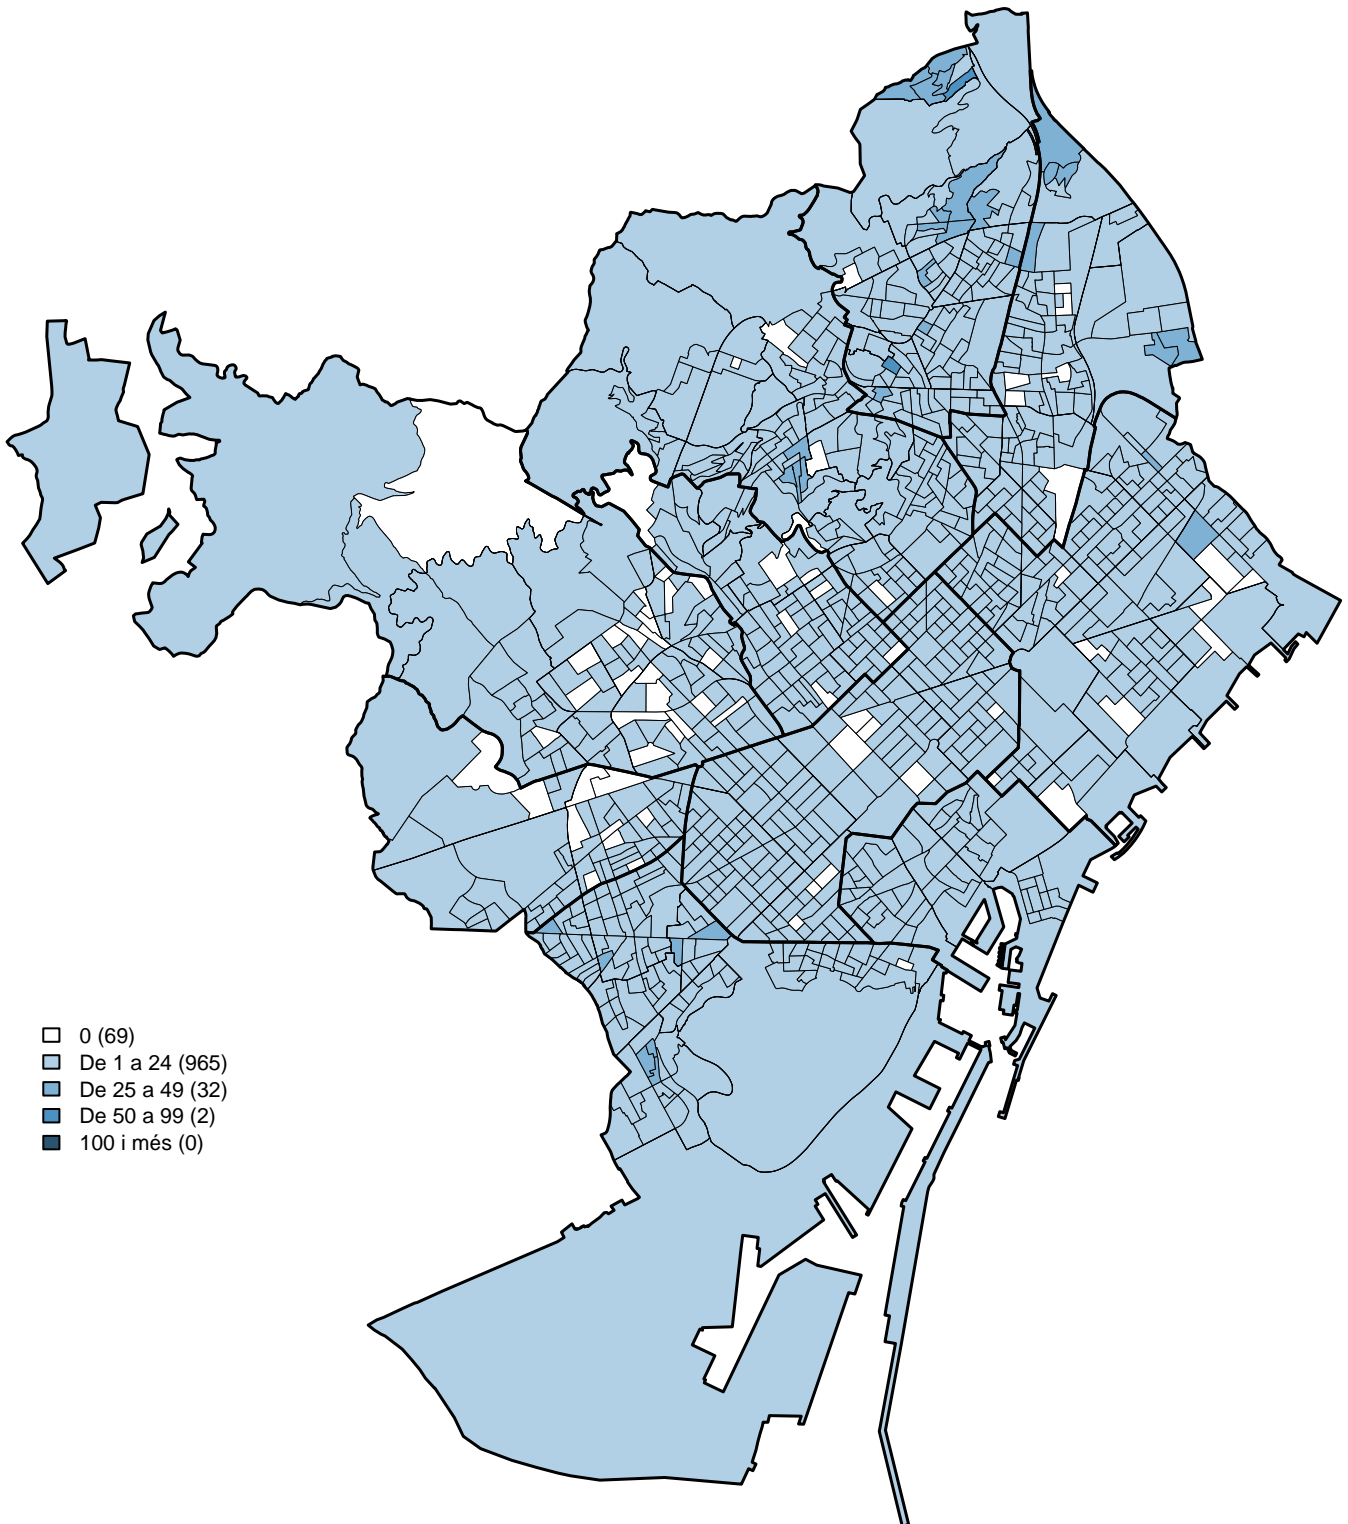 0 (69)
De 1 a 24 (965)
De 25 a 49 (32)
De 50 a 99 (2)
100 i més (0)